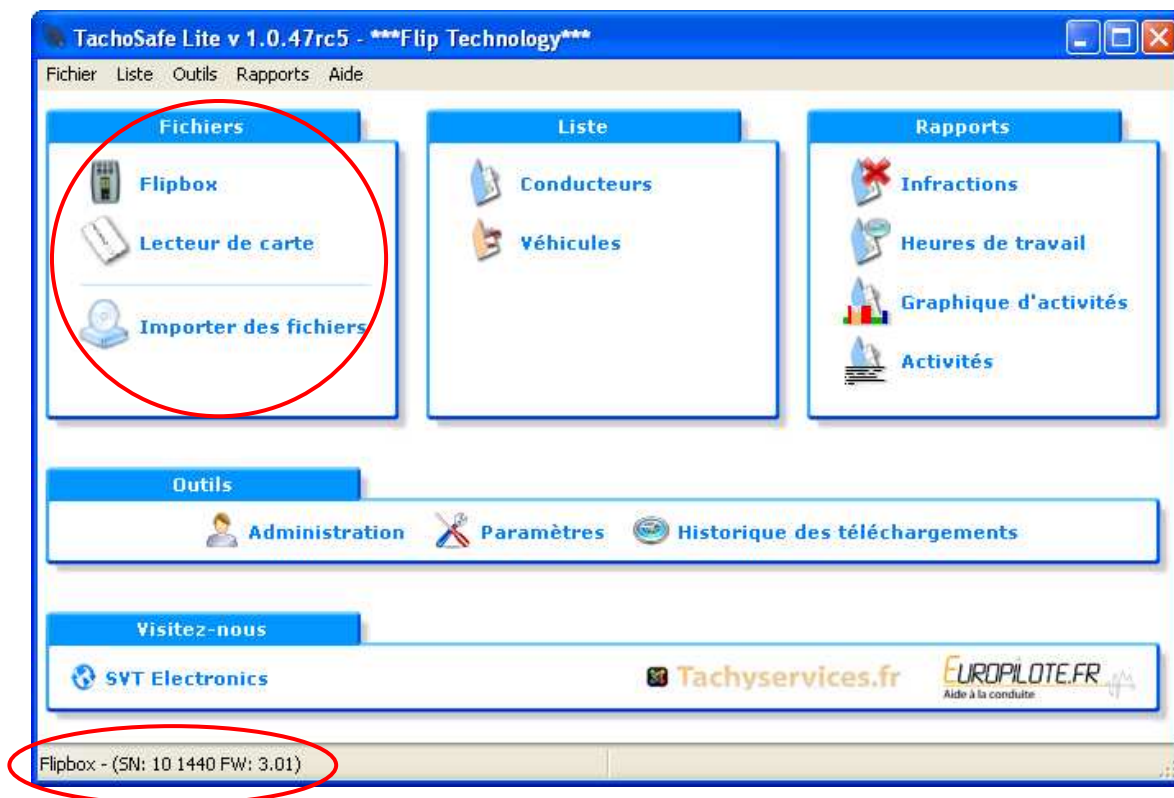 TachoSafe Lite v 1.0.47rc5 - ***Flip Technology***
Fichier Liste Outils Rapports Aide
Fichiers
Flipbox
Lecteur de carte
Importer des fichiers
Liste
Conducteurs
Véhicules
Rapports
Infractions
Heures de travail
Graphique d'activités
Activités
Outils
Administration Paramètres Historique des téléchargements
Visitez-nous
SVT Electronics Tachyservices.fr EUROPILOTE.FR
Aide à la conduite
Flipbox - (SN: 10 1440 FW: 3.01)